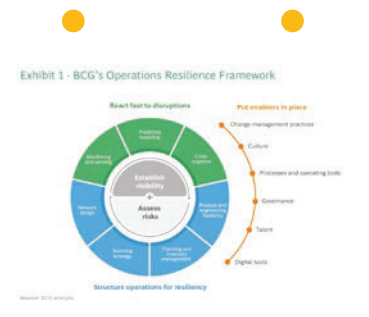 Exhibit 1 - BCG's Operations Resilience Framework
React fast to disruptions
Put enablers in place
Predictive
modeling
Monitoring
and sensing
Crisis
response
Establish
visibility
+
Assess
risks
Network
design
Product and
engineering
flexibility
Sourcing
strategy
Planning and
inventory
management
Change management practices
Culture
Processes and operating tools
Governance
Talent
Digital tools
Structure operations for resiliency
Source: BCG analysis